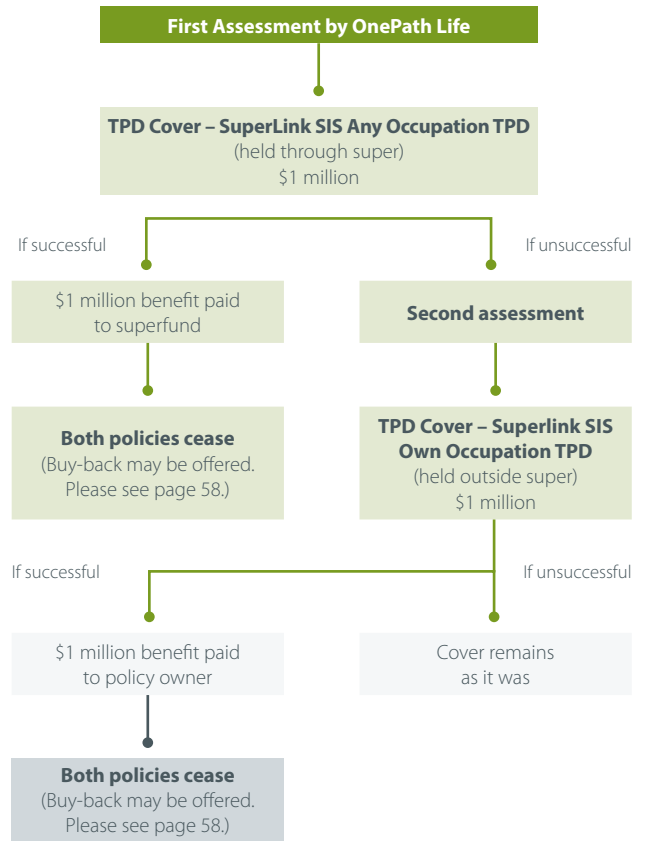 First Assessment by OnePath Life
TPD Cover – SuperLink SIS Any Occupation TPD
(held through super)
$1 million
If successful
If unsuccessful
$1 million benefit paid
to superfund
Second assessment
Both policies cease
(Buy-back may be offered.
Please see page 58.)
TPD Cover – Superlink SIS
Own Occupation TPD
(held outside super)
$1 million
If successful
If unsuccessful
$1 million benefit paid
to policy owner
Cover remains
as it was
Both policies cease
(Buy-back may be offered.
Please see page 58.)